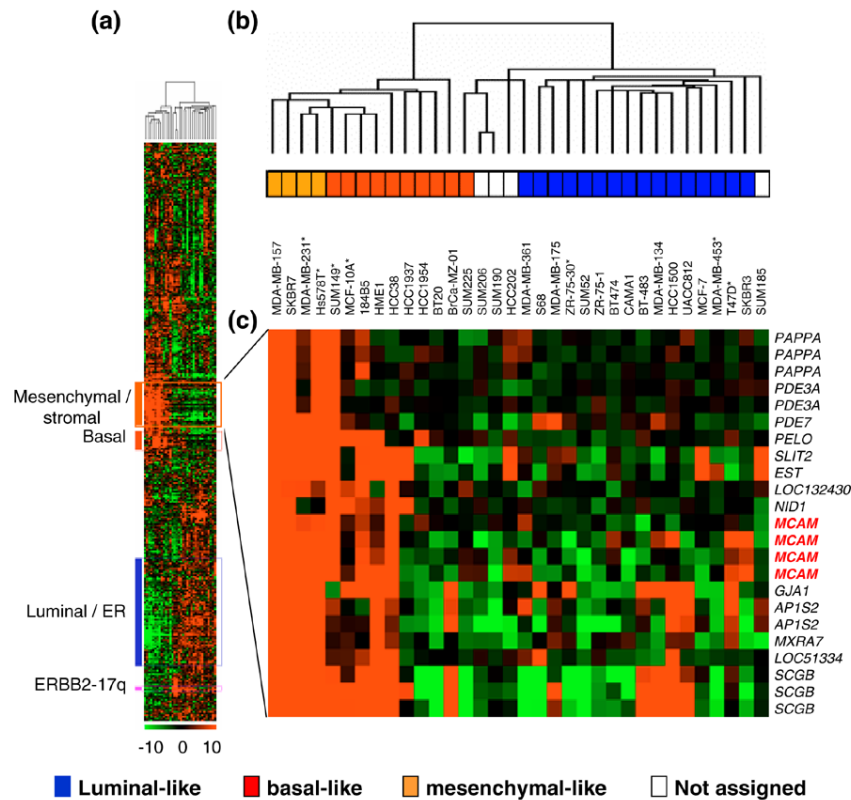 (a)
(b)
MDA-MB-157
SKBR7
MDA-MB-231*
Hs578T*
SUM149*
MCF-10A*
184B5
HME1
HCC38
HCC1937
HCC1954
BT20
BrCa-MZ-01
SUM225
SUM206
SUM190
HCC202
MDA-MB-361
S68
MDA-MB-175
ZR-75-30*
SUM52
ZR-75-1
BT474
CAMA1
BT-483
MDA-MB-134
HCC1500
UACC812
MCF-7
MDA-MB-453*
T47D*
SKBR3
SUM185
(c)
Mesenchymal /
stromal
Basal
Luminal / ER
ERBB2-17q
-10 0 10
PAPPA
PAPPA
PAPPA
PDE3A
PDE3A
PDE7
PELO
SLIT2
EST
LOC132430
NID1
MCAM
MCAM
MCAM
MCAM
GJA1
AP1S2
AP1S2
MXRA7
LOC51334
SCGB
SCGB
SCGB
Luminal-like basal-like mesenchymal-like Not assigned